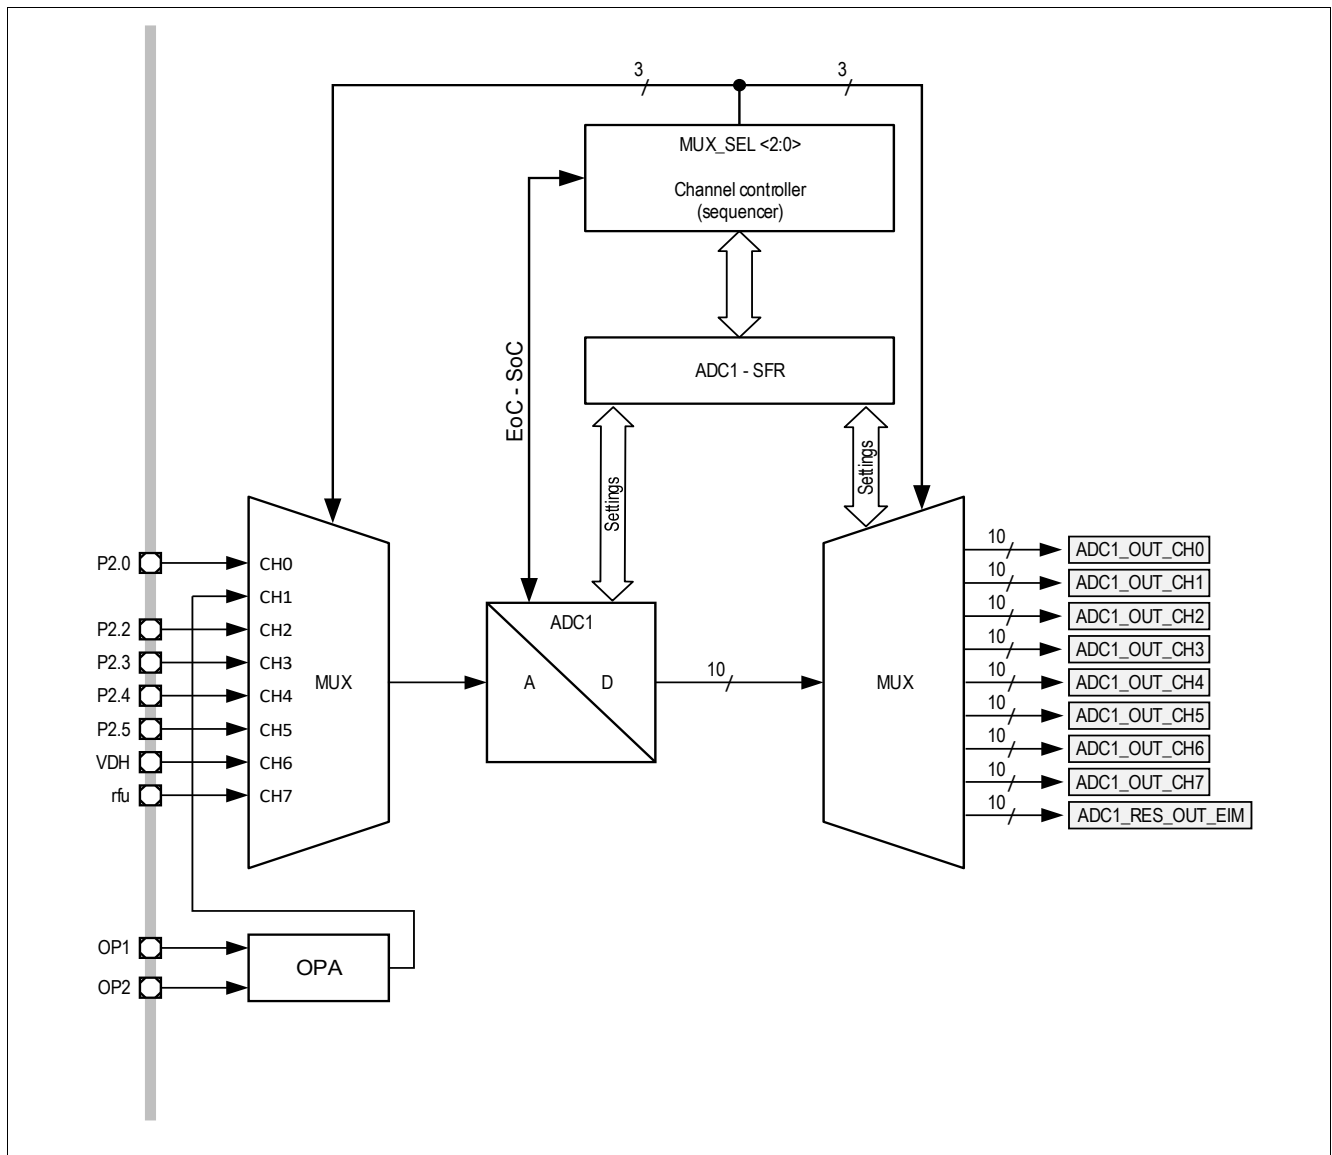 3
3
MUX_SEL <2:0>
Channel controller
(sequencer)
EoC - SoC
ADC1 - SFR
Settings
Settings
P2.0
P2.2
P2.3
P2.4
P2.5
VDH
rfu
CH0
CH1
CH2
CH3
CH4
CH5
CH6
CH7
MUX
ADC1
A
D
10
MUX
10
ADC1_OUT_CH0
10
ADC1_OUT_CH1
10
ADC1_OUT_CH2
10
ADC1_OUT_CH3
10
ADC1_OUT_CH4
10
ADC1_OUT_CH5
10
ADC1_OUT_CH6
10
ADC1_OUT_CH7
10
ADC1_RES_OUT_EIM
OP1
OP2
OPA